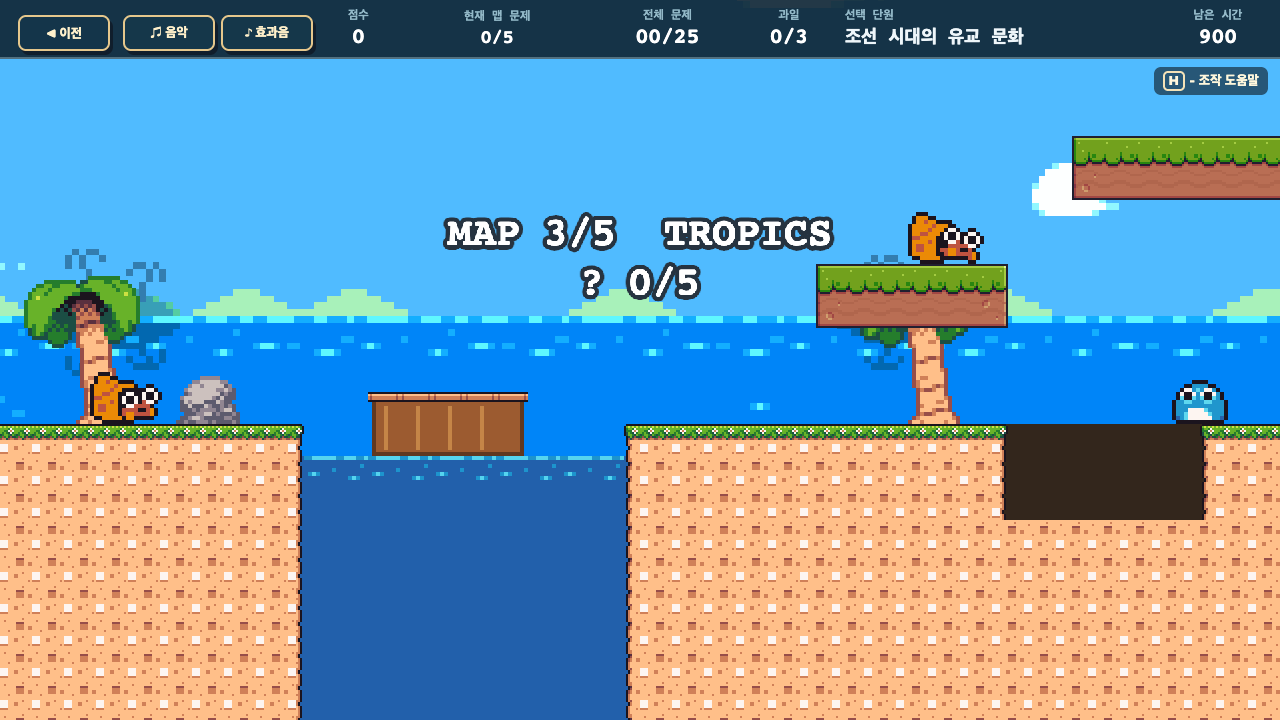 ◀ 이전
♫ 음악
♪ 효과음
점수
0
현재 맵 문제
0/5
전체 문제
00/25
과일
0/3
선택 단원
조선 시대의 유교 문화
남은 시간
900
H - 조작 도움말
MAP 3/5 TROPICS
? 0/5